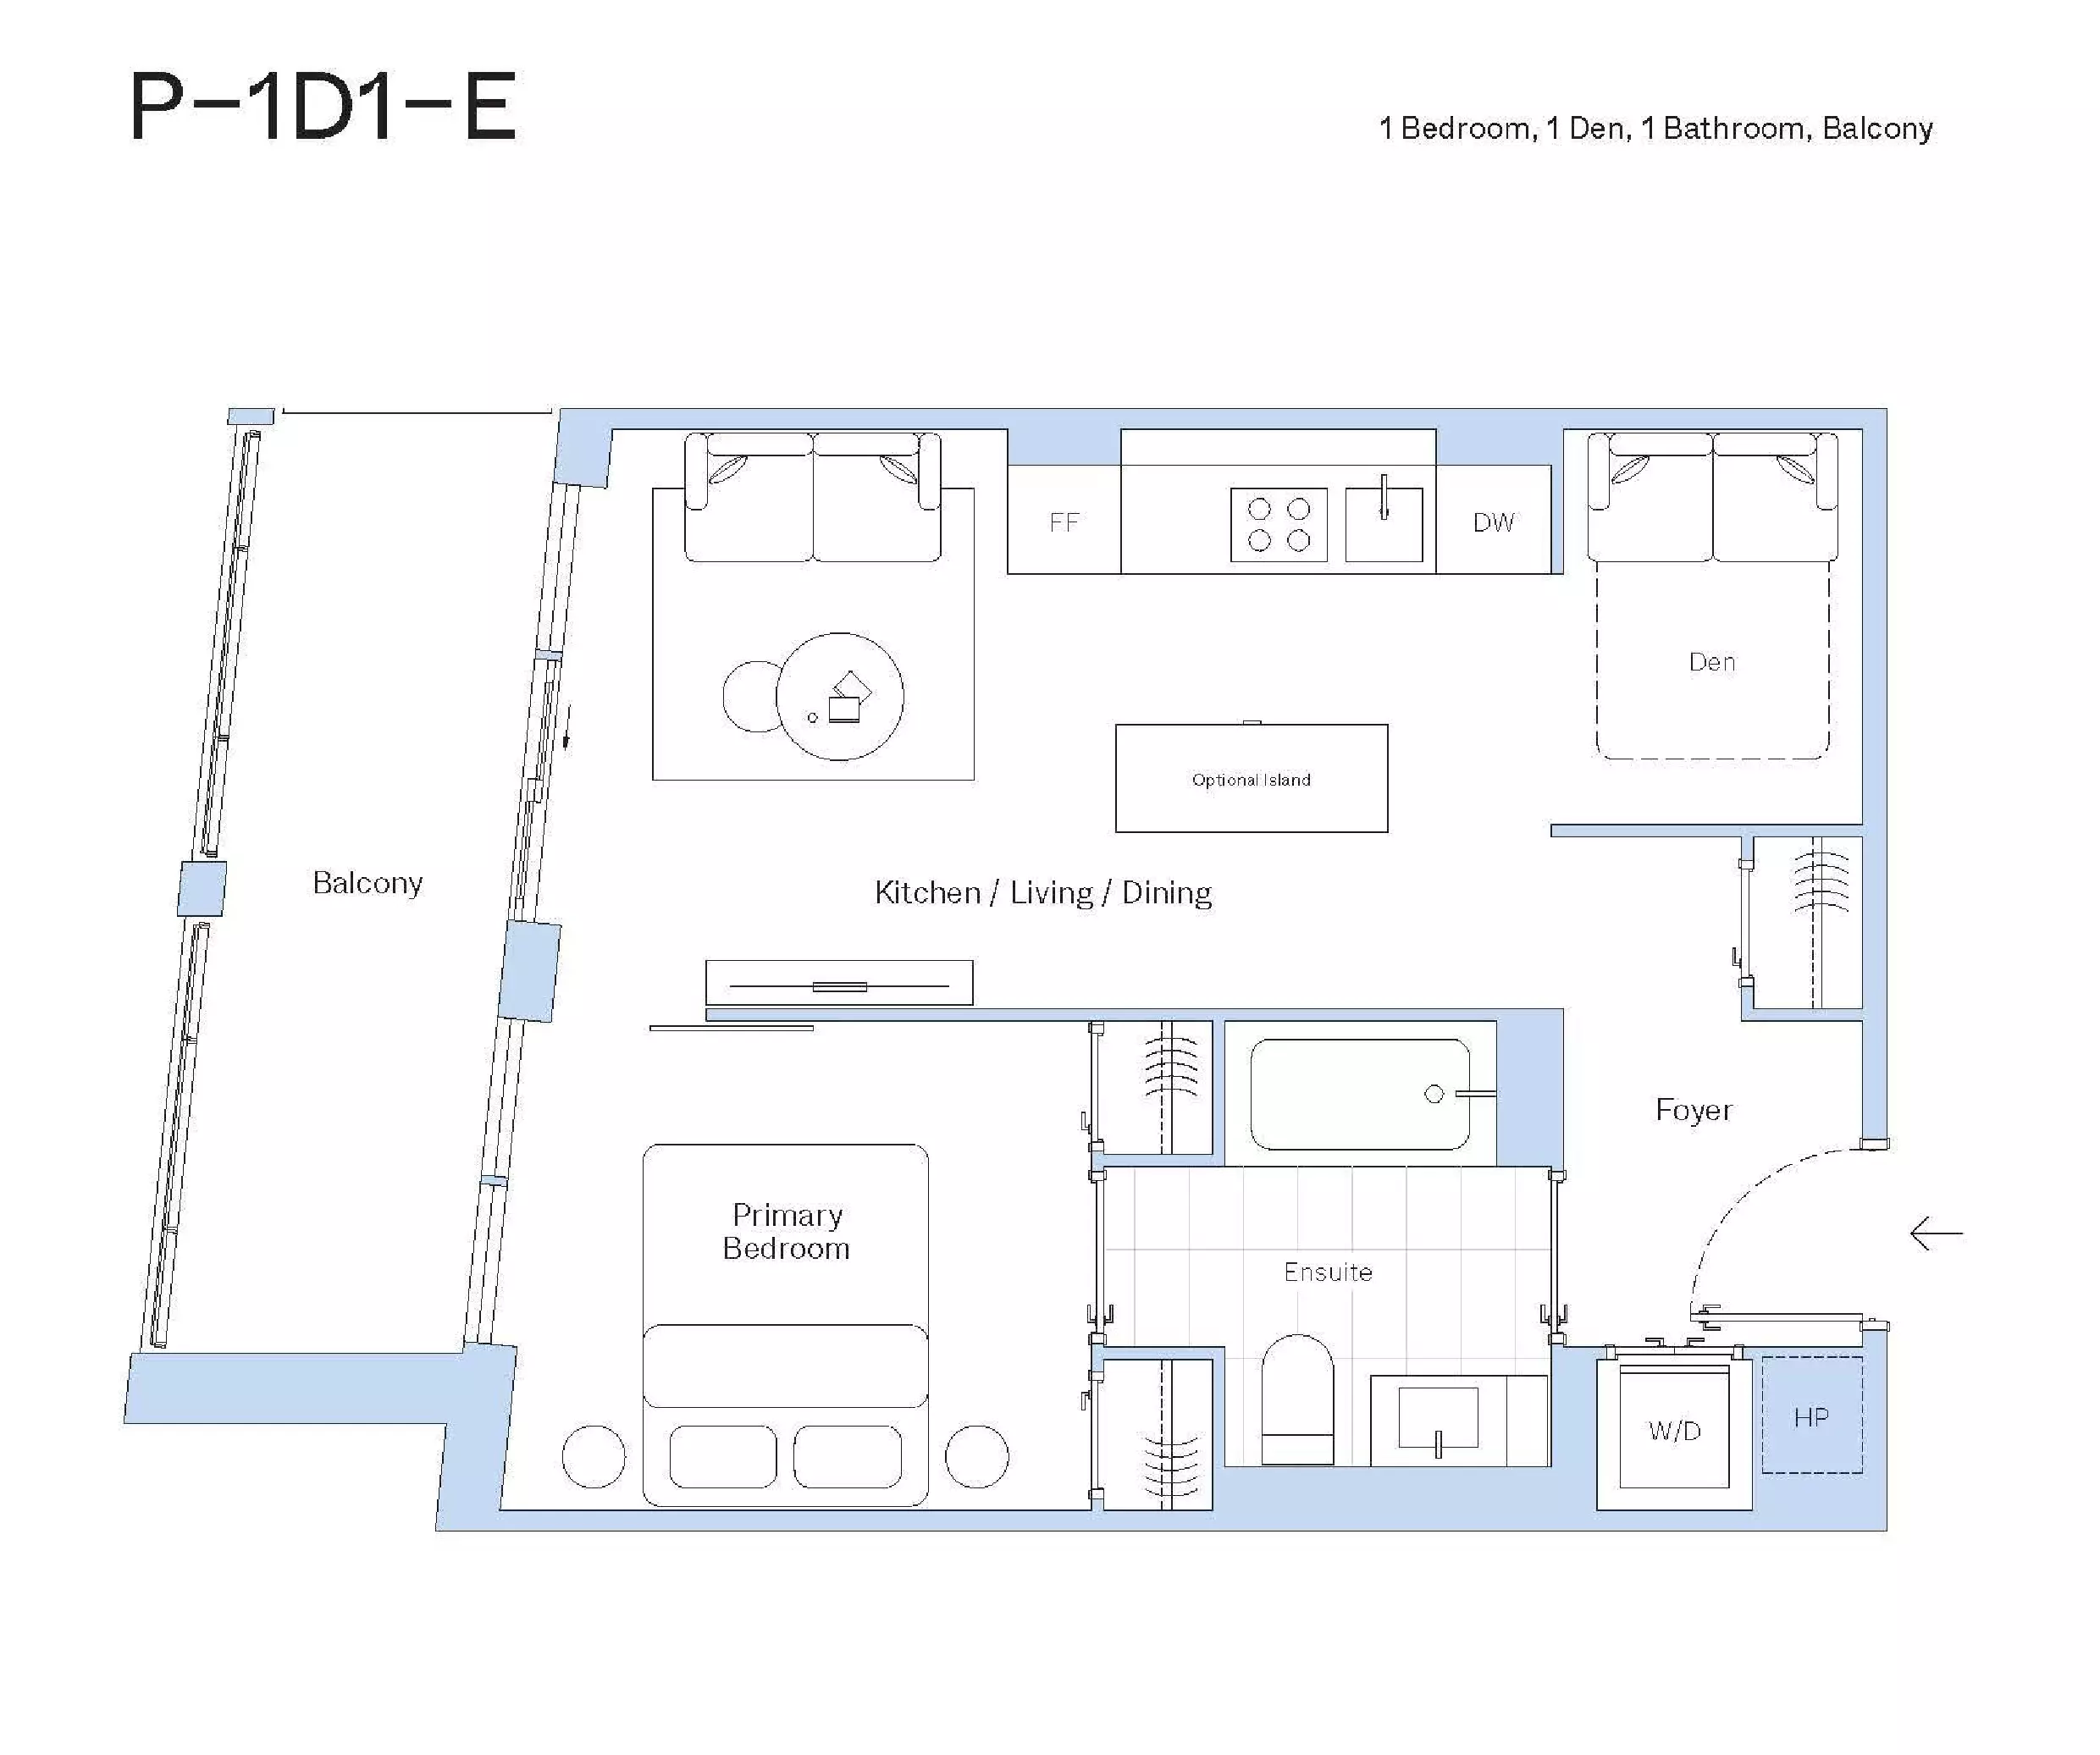 P–1D1–E
1 Bedroom, 1 Den, 1 Bathroom, Balcony
FF
DW
Den
Optional Island
Balcony
Kitchen / Living / Dining
Foyer
Primary
Bedroom
Ensuite
W/D
HP